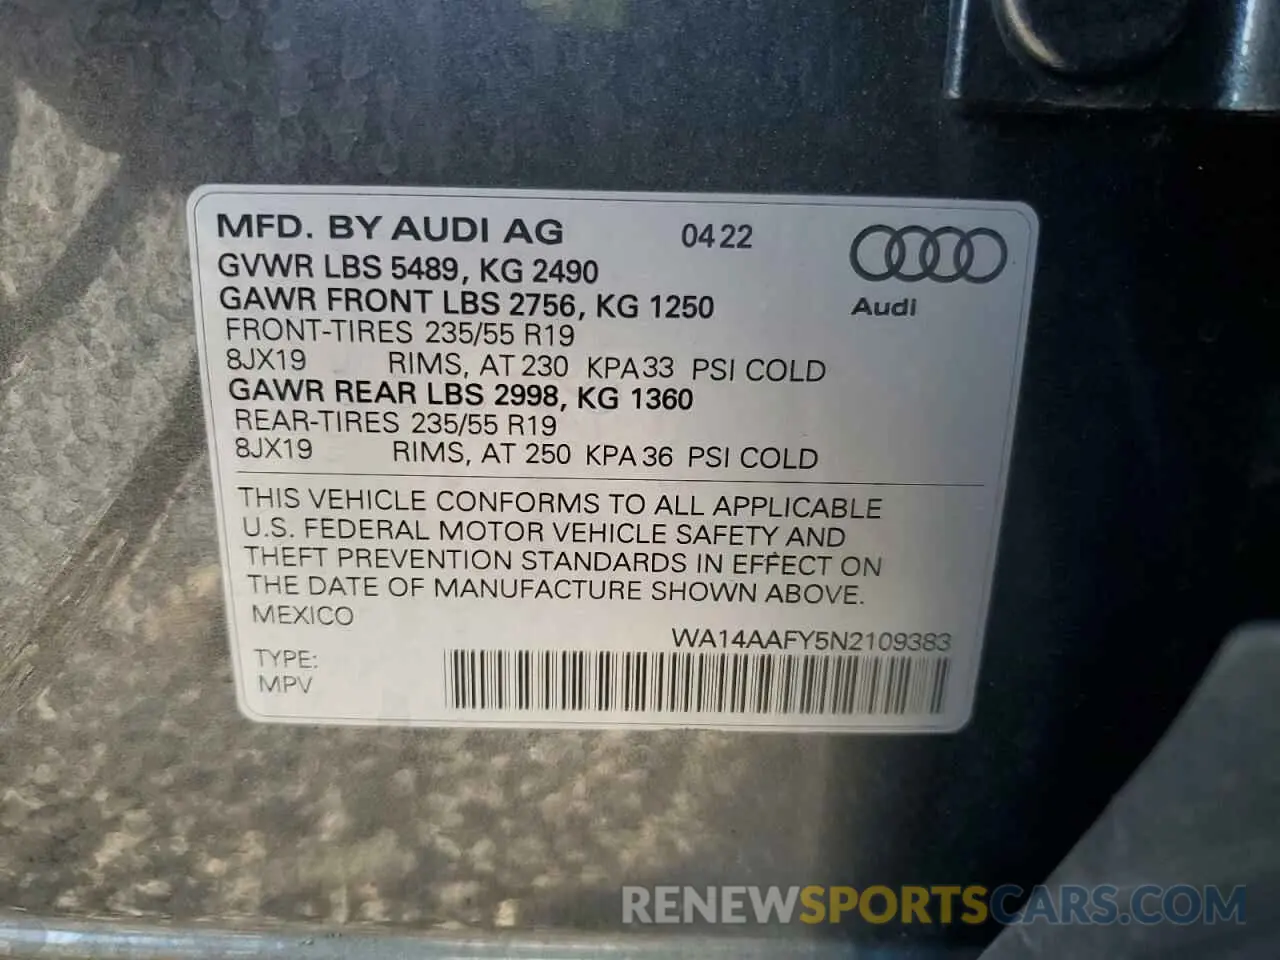 MFD. BY AUDI AG 0422
GVWR LBS 5489, KG 2490
GAWR FRONT LBS 2756, KG 1250
Audi
FRONT-TIRES 235/55 R19
8JX19 RIMS, AT 230 KPA 33 PSI COLD
GAWR REAR LBS 2998, KG 1360
REAR-TIRES 235/55 R19
8JX19 RIMS, AT 250 KPA 36 PSI COLD
THIS VEHICLE CONFORMS TO ALL APPLICABLE
U.S. FEDERAL MOTOR VEHICLE SAFETY AND
THEFT PREVENTION STANDARDS IN EFFECT ON
THE DATE OF MANUFACTURE SHOWN ABOVE.
MEXICO
WA14AAFY5N2109383
TYPE:
MPV
RENEWSPORTSCARS.COM